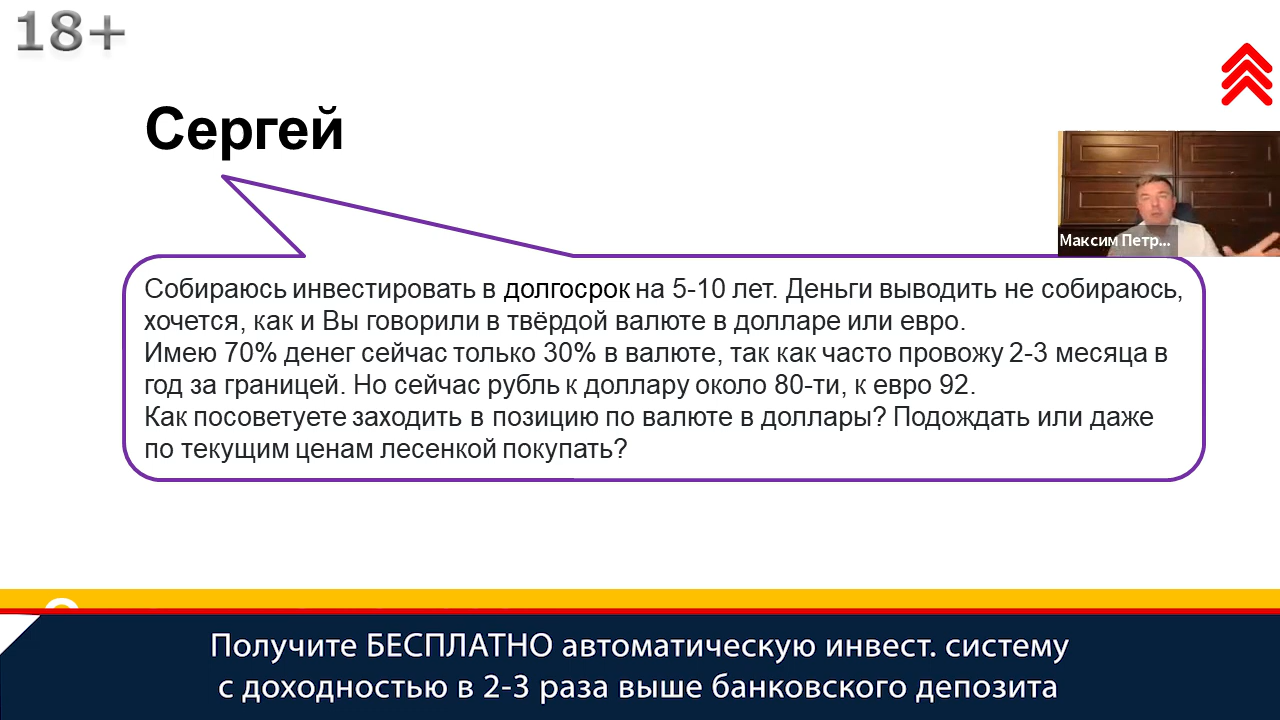 18+
Сергей
Максим Петр...
Собираюсь инвестировать в долгосрок на 5-10 лет. Деньги выводить не собираюсь,
хочется, как и Вы говорили в твёрдой валюте в долларе или евро.
Имею 70% денег сейчас только 30% в валюте, так как часто провожу 2-3 месяца в
год за границей. Но сейчас рубль к доллару около 80-ти, к евро 92.
Как посоветуете заходить в позицию по валюте в доллары? Подождать или даже
по текущим ценам лесенкой покупать?
Получите БЕСПЛАТНО автоматическую инвест. систему
с доходностью в 2-3 раза выше банковского депозита